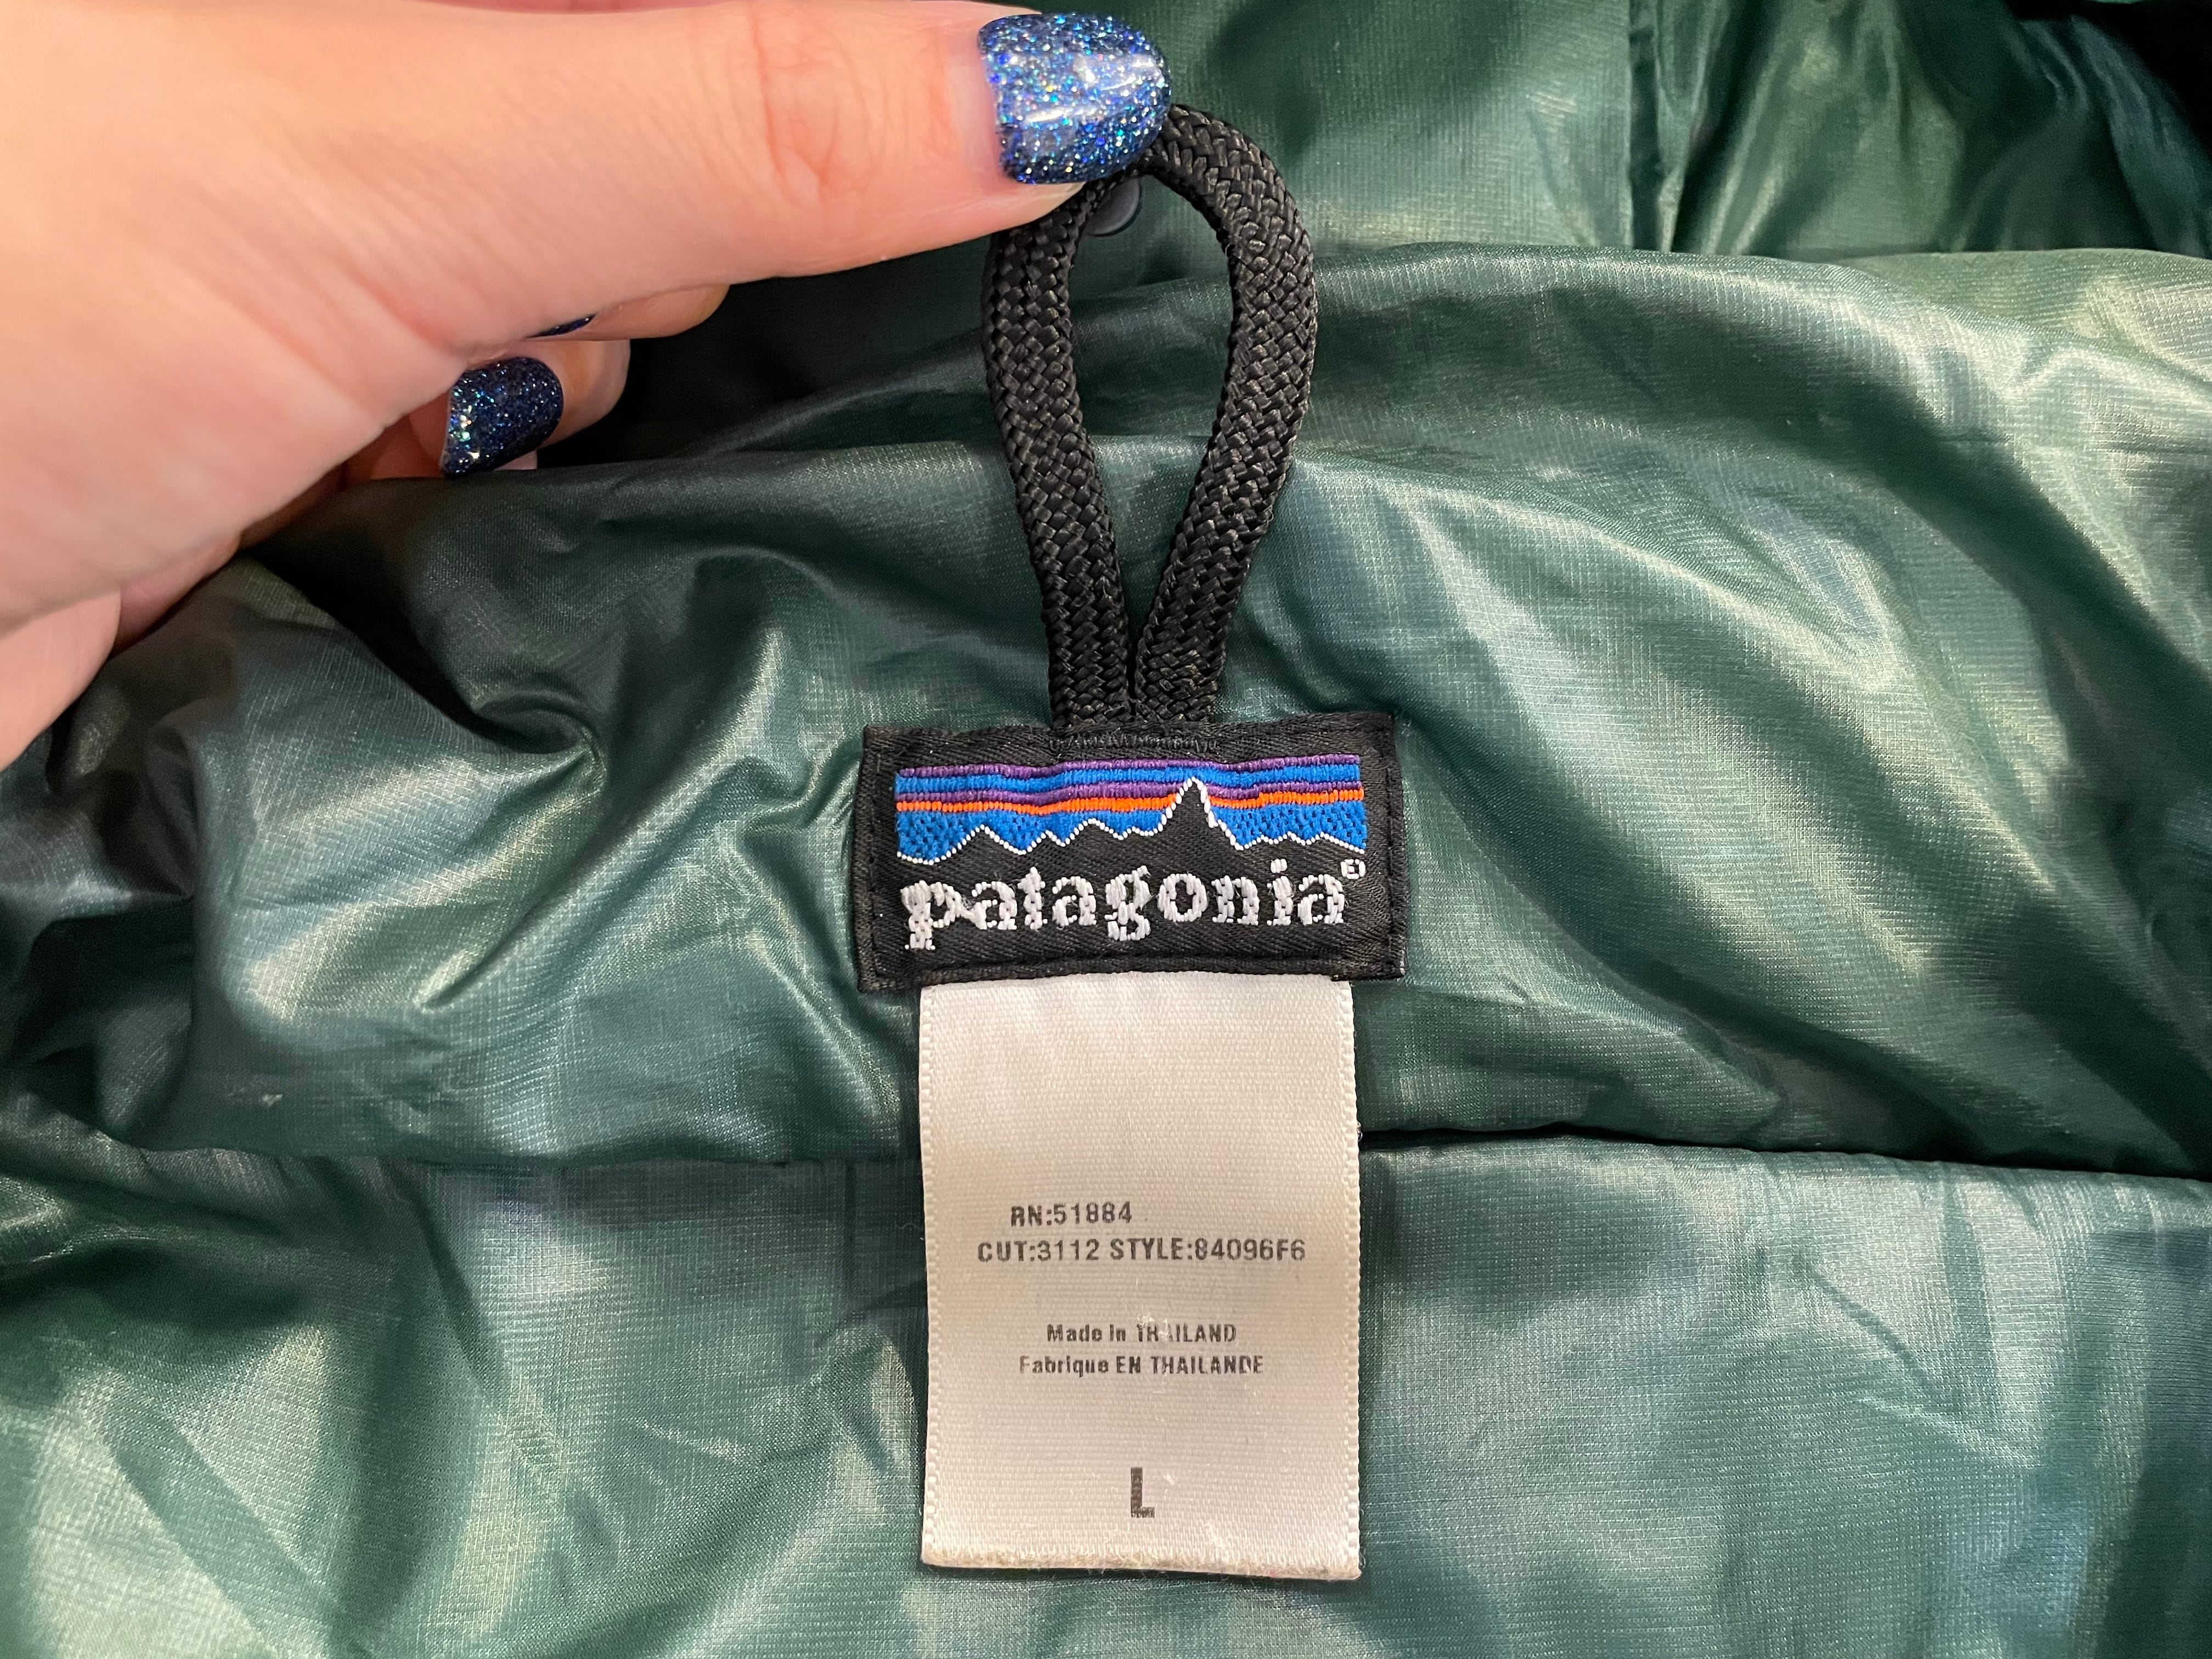 patagonia®
RN:51884
CUT:3112 STYLE:84096F6
Made in THAILAND
Fabrique EN THAILANDE
L